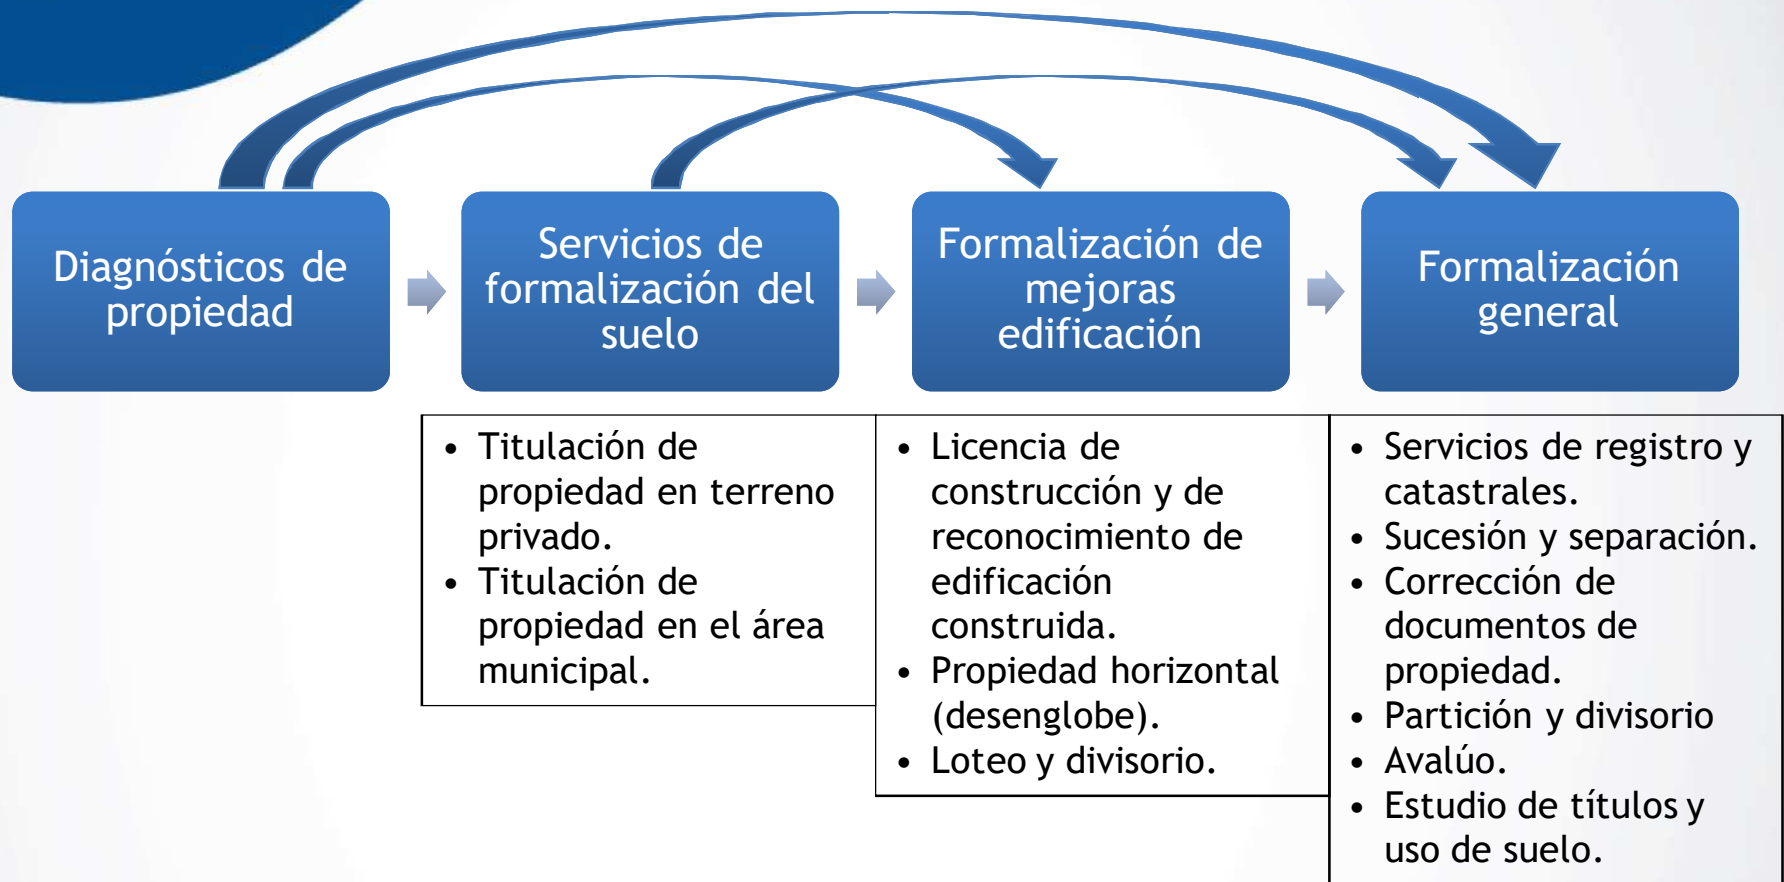 Diagnósticos de
propiedad
Servicios de
formalización del
suelo
Formalización de
mejoras
edificación
Formalización
general
• Titulación de
propiedad en terreno
privado.
• Titulación de
propiedad en el área
municipal.
• Licencia de
construcción y de
reconocimiento de
edificación
construida.
• Propiedad horizontal
(desenglobe).
• Loteo y divisorio.
• Servicios de registro y
catastrales.
• Sucesión y separación.
• Corrección de
documentos de
propiedad.
• Partición y divisorio
• Avalúo.
• Estudio de títulos y
uso de suelo.